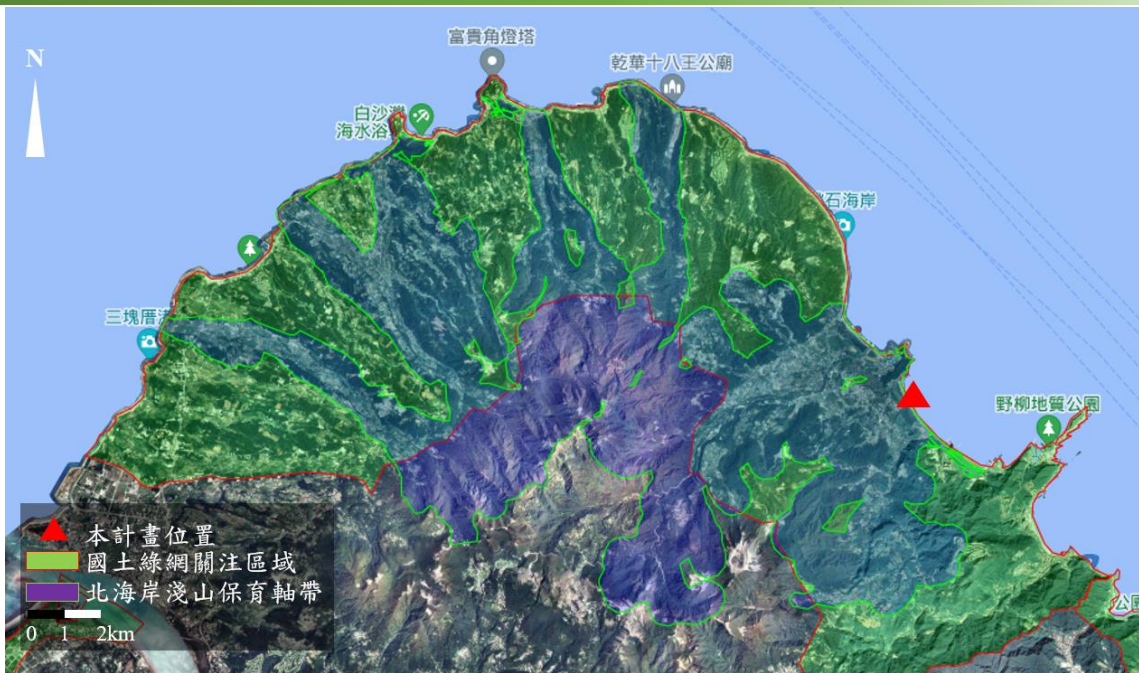 富貴角燈塔
N
乾華十八王公廟
白沙灣
海水浴
石海岸
三塊厝
野柳地質公園
本計畫位置
國土綠網關注區域
北海岸淺山保育軸帶
0 1 2km